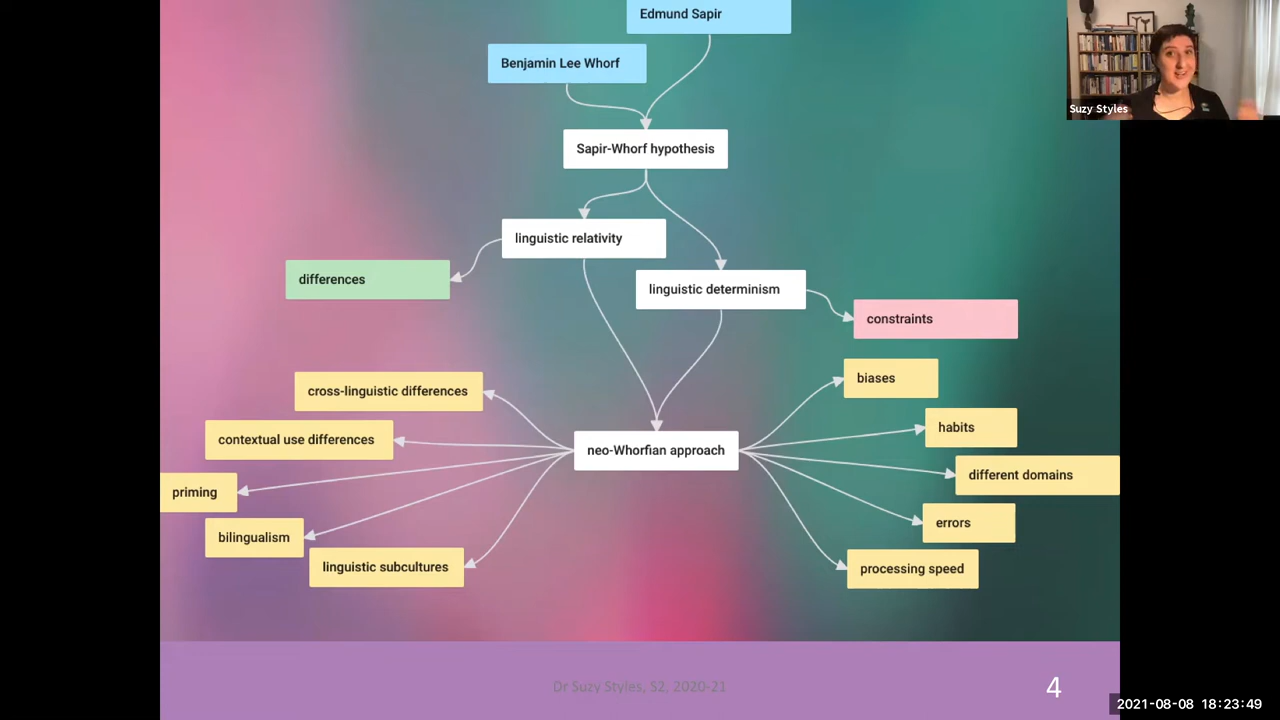 Edmund Sapir
Benjamin Lee Whorf
Suzy Styles
Sapir-Whorf hypothesis
linguistic relativity
differences
linguistic determinism
constraints
biases
cross-linguistic differences
habits
contextual use differences
neo-Whorfian approach
different domains
priming
errors
bilingualism
linguistic subcultures
processing speed
Dr Suzy Styles, S2, 2020-21
4
2021-08-08 18:23:49